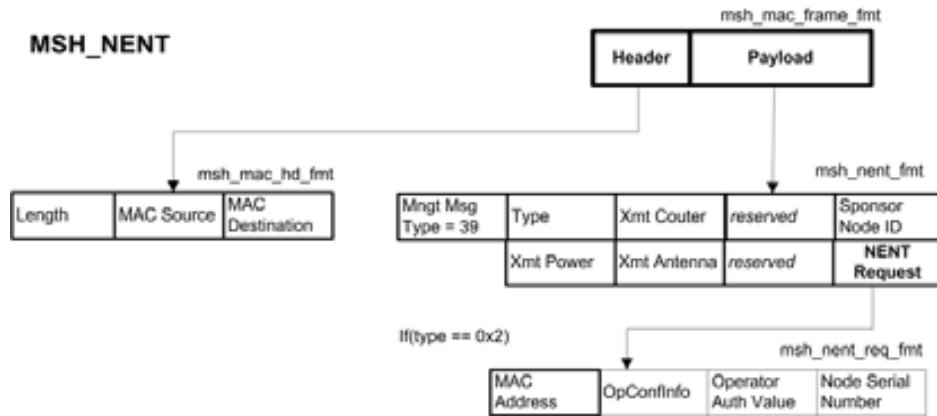 msh_mac_frame_fmt
MSH_NENT
Header
Payload
msh_mac_hd_fmt
Length
MAC Source
MAC
Destination
msh_nent_fmt
Mngt Msg
Type = 39
Type
Xmt Couter
reserved
Sponsor
Node ID
Xmt Power
Xmt Antenna
reserved
NENT
Request
If(type == 0x2)
msh_nent_req_fmt
MAC
Address
OpConfInfo
Operator
Auth Value
Node Serial
Number